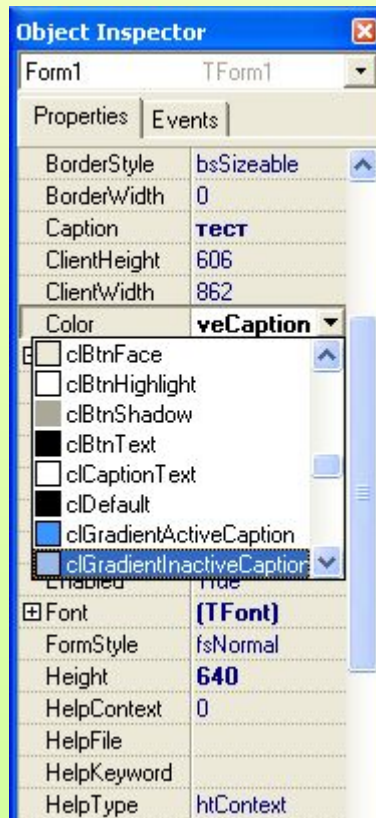 Object Inspector
Form1 TForm1
Properties Events
BorderStyle bsSizeable
BorderWidth 0
Caption тест
ClientHeight 606
ClientWidth 862
Color veCaption
clBtnFace
clBtnHighlight
clBtnShadow
clBtnText
clCaptionText
clDefault
clGradientActiveCaption
clGradientInactiveCaption
Enabled True
Font (TFont)
FormStyle fsNormal
Height 640
HelpContext 0
HelpFile
HelpKeyword
HelpType htContext